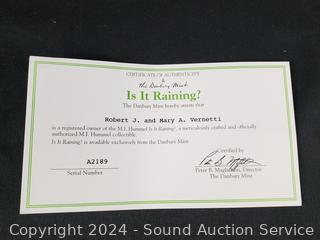 CERTIFICATE OF AUTHENTICITY
The Danbury Mint
Is It Raining?
The Danbury Mint hereby attests that
Robert J. and Mary A. Vernetti
is a registered owner of the M.I. Hummel Is It Raining?, a meticulously crafted and officially
authorized M.I. Hummel collectible.
Is It Raining? is available exclusively from the Danbury Mint.
Certified by
A2189
Serial Number
Peter B. Maglathlin, Director
The Danbury Mint
Copyright 2024 - Sound Auction Service